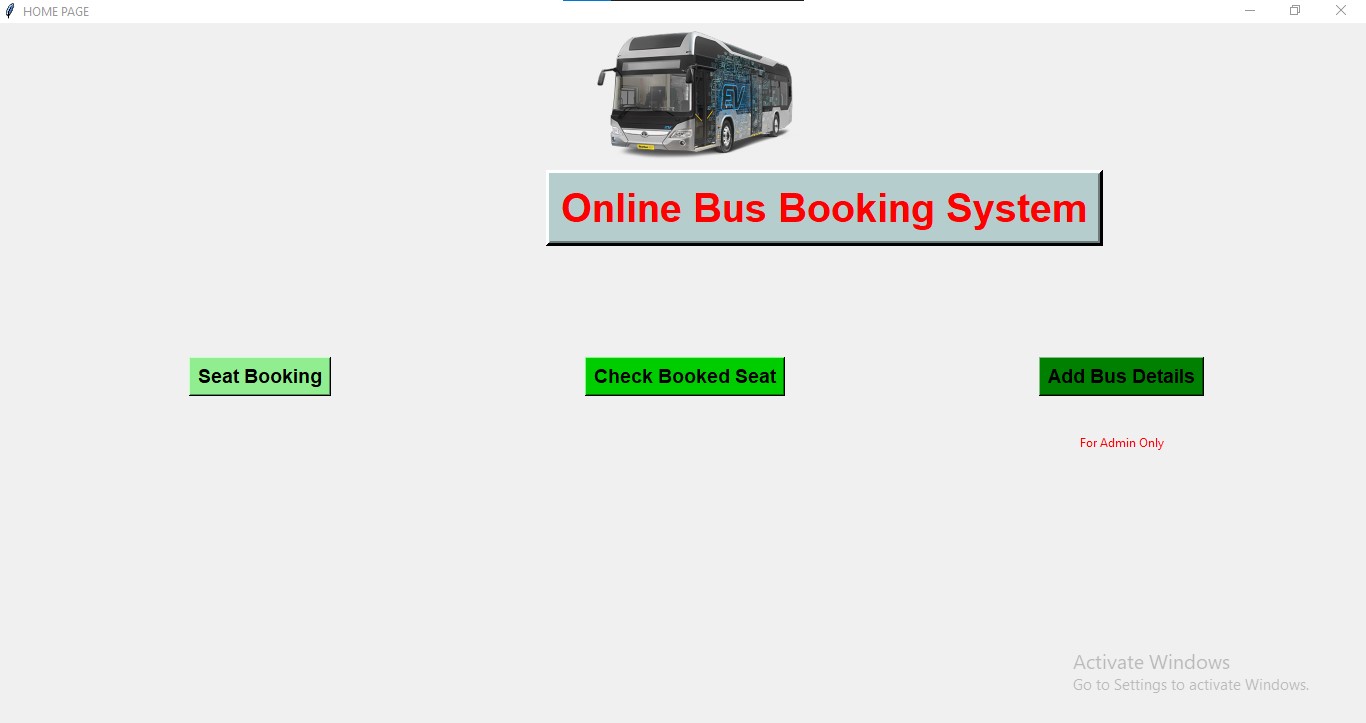 HOME PAGE
EV
Online Bus Booking System
Seat Booking
Check Booked Seat
Add Bus Details
For Admin Only
Activate Windows
Go to Settings to activate Windows.